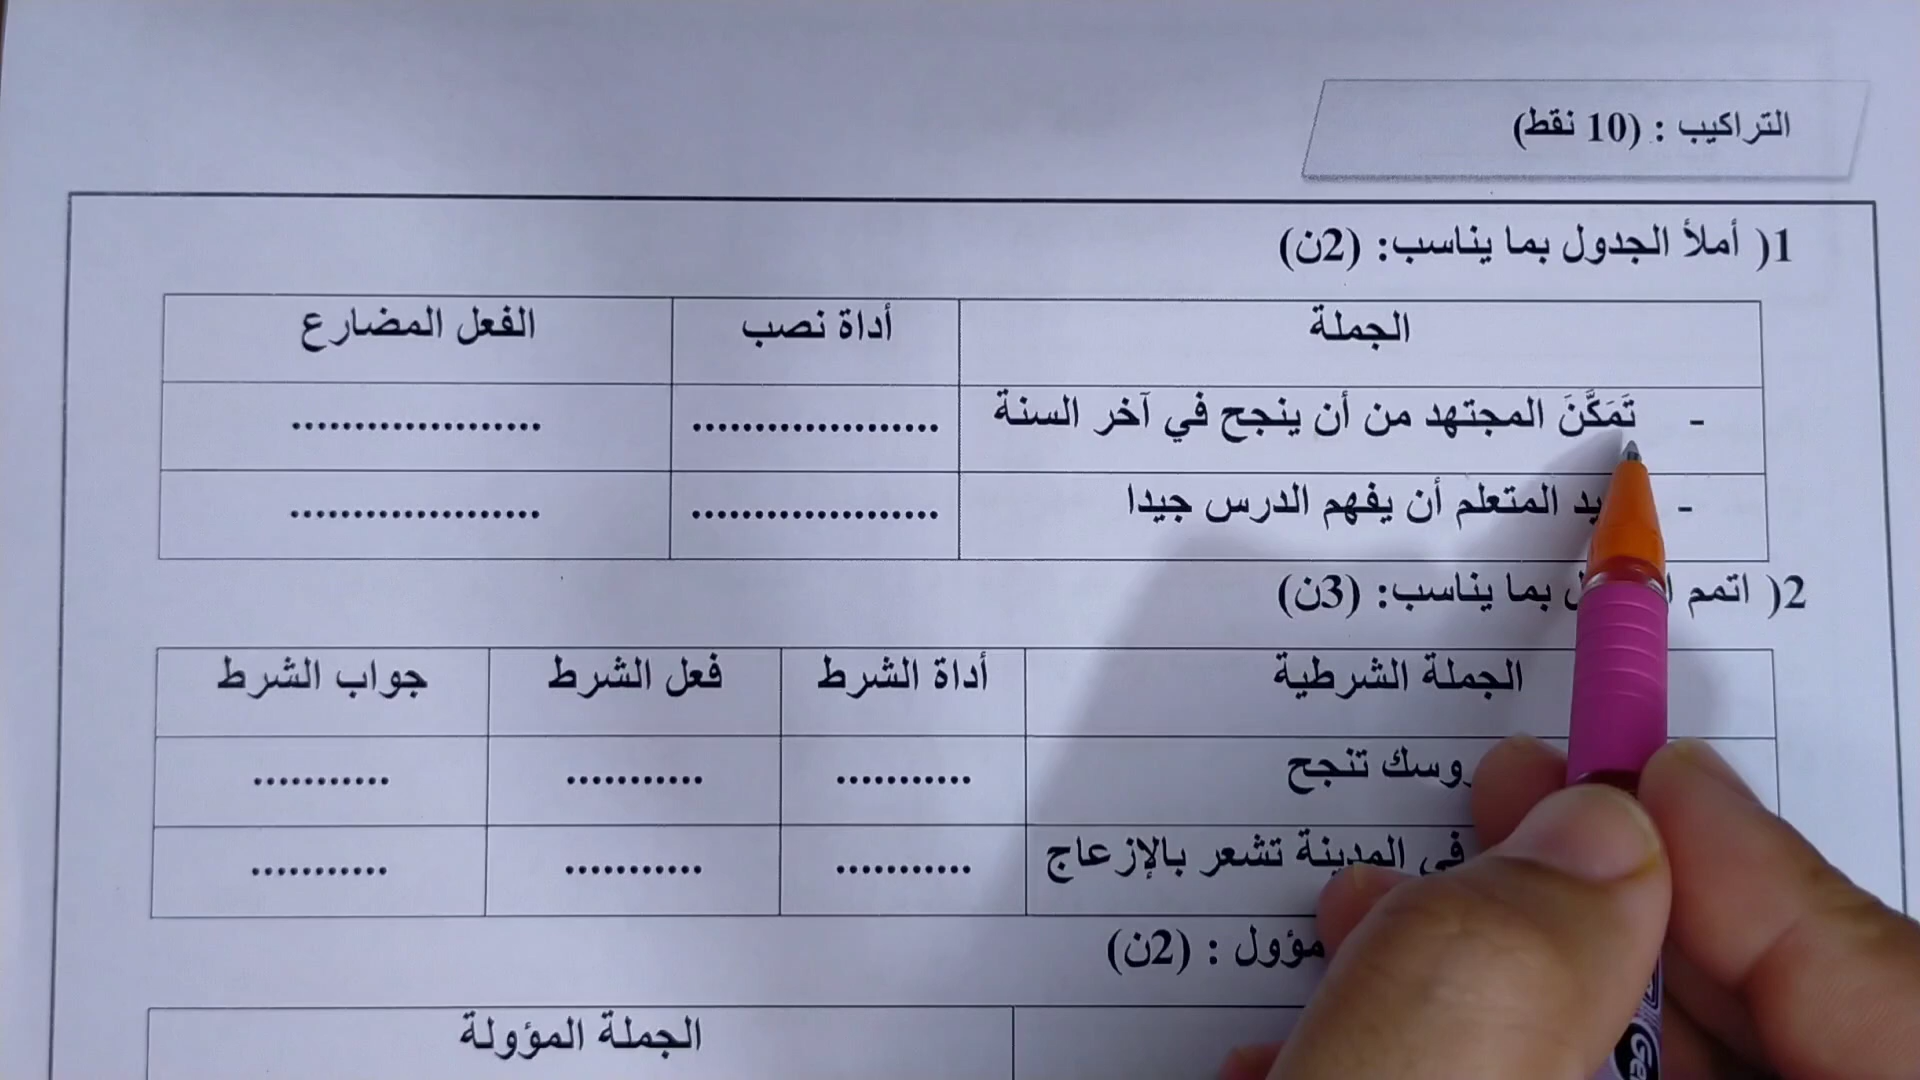 التراكيب : (10 نقط)
1( أملأ الجدول بما يناسب: (2ن)
الجملة أداة نصب الفعل المضارع
- تَمَكَّنَ المجتهد من أن ينجح في آخر السنة .................... ....................
- المتعلم أن يفهم الدرس جيدا .................... ....................
2( اتمم بما يناسب: (3ن)
الجملة الشرطية أداة الشرط فعل الشرط جواب الشرط
تنجح ........... ........... ...........
في المدينة تشعر بالإزعاج ........... ........... ...........
مؤول : (2ن)
الجملة المؤولة